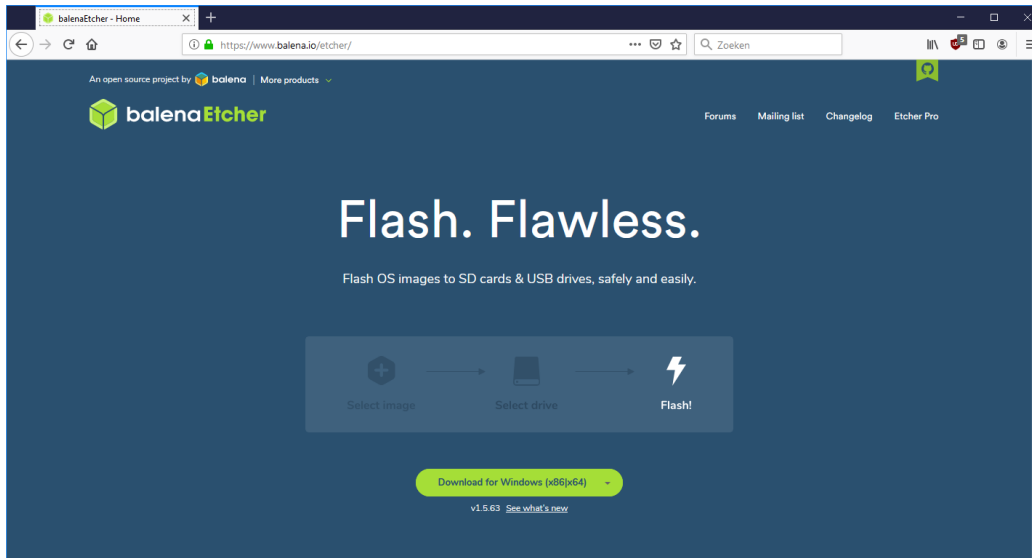 balenaEtcher - Home
https://www.balena.io/etcher/
Zoeken
5
An open source project by balena | More products
balenaEtcher
Forums Mailing list Changelog Etcher Pro
Flash. Flawless.
Flash OS images to SD cards & USB drives, safely and easily.
Select image Select drive Flash!
Download for Windows (x86|x64)
v1.5.63 See what's new